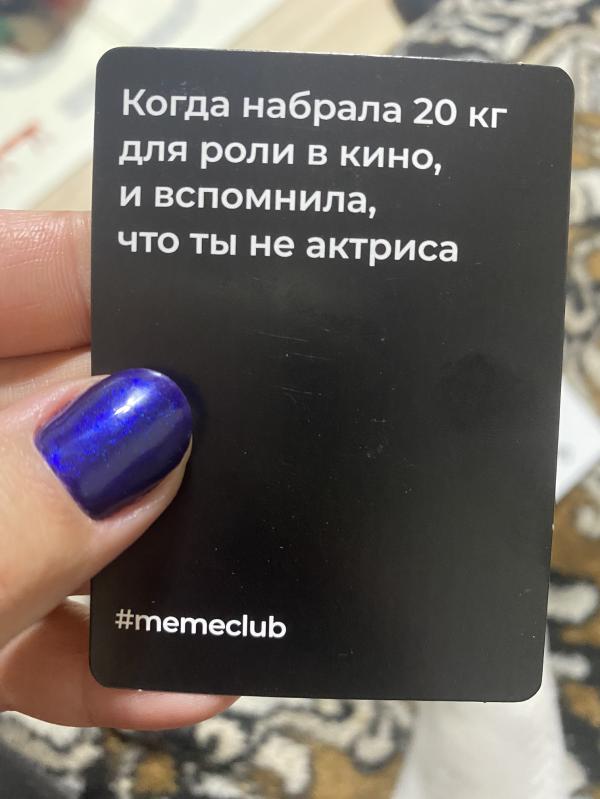 Когда набрала 20 кг
для роли в кино,
и вспомнила,
что ты не актриса
#memeclub